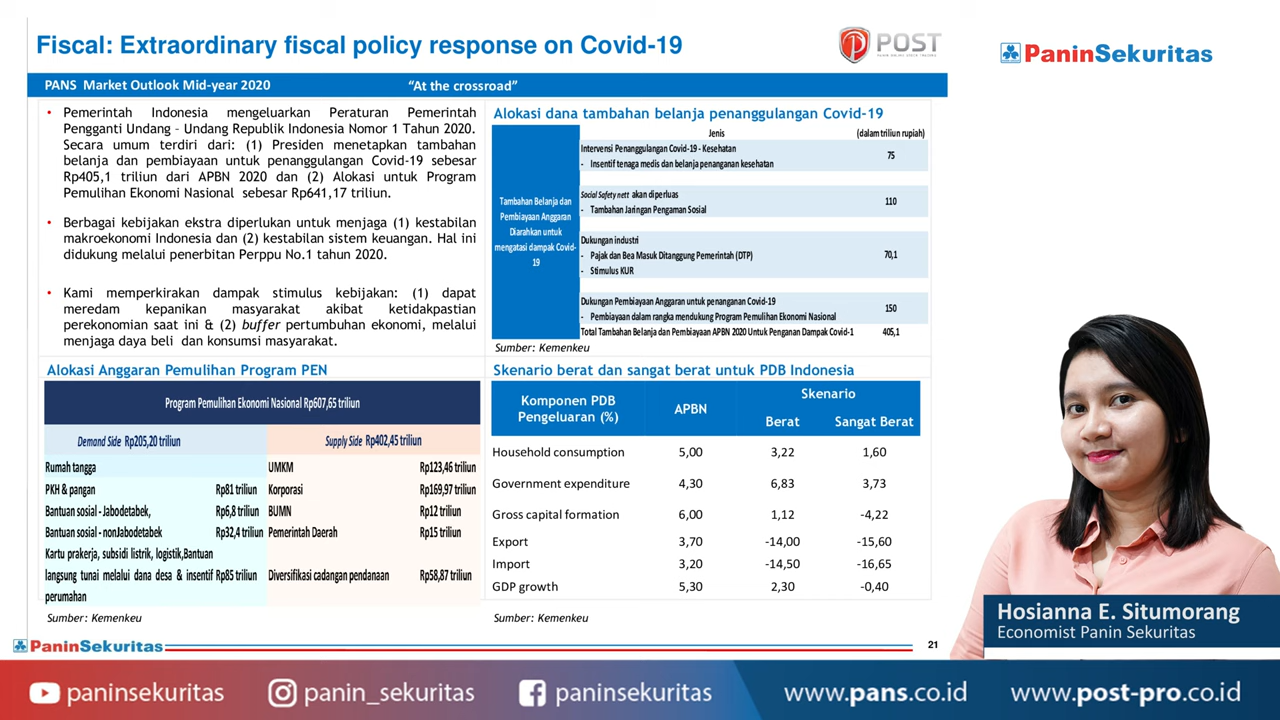 Fiscal: Extraordinary fiscal policy response on Covid-19
POST
PaninSekuritas
PANS Market Outlook Mid-year 2020 “At the crossroad”
• Pemerintah Indonesia mengeluarkan Peraturan Pemerintah
Pengganti Undang – Undang Republik Indonesia Nomor 1 Tahun 2020.
Secara umum terdiri dari: (1) Presiden menetapkan tambahan
belanja dan pembiayaan untuk penanggulangan Covid-19 sebesar
Rp405,1 triliun dari APBN 2020 dan (2) Alokasi untuk Program
Pemulihan Ekonomi Nasional sebesar Rp641,17 triliun.
• Berbagai kebijakan ekstra diperlukan untuk menjaga (1) kestabilan
makroekonomi Indonesia dan (2) kestabilan sistem keuangan. Hal ini
didukung melalui penerbitan Perppu No.1 tahun 2020.
• Kami memperkirakan dampak stimulus kebijakan: (1) dapat
meredam kepanikan masyarakat akibat ketidakpastian
perekonomian saat ini & (2) buffer pertumbuhan ekonomi, melalui
menjaga daya beli dan konsumsi masyarakat.
Alokasi dana tambahan belanja penanggulangan Covid-19
Jenis (dalam triliun rupiah)
Tambahan Belanja dan
Pembiayaan Anggaran
Diarahkan untuk
mengatasi dampak Covid-
19
Intervensi Penanggulangan Covid-19 - Kesehatan
- Insentif tenaga medis dan belanja penanganan kesehatan
75
Social Safety nett akan diperluas
- Tambahan Jaringan Pengaman Sosial
110
Dukungan industri
- Pajak dan Bea Masuk Ditanggung Pemerintah (DTP)
- Stimulus KUR
70,1
Dukungan Pembiayaan Anggaran untuk penanganan Covid-19
- Pembiayaan dalam rangka mendukung Program Pemulihan Ekonomi Nasional
150
Total Tambahan Belanja dan Pembiayaan APBN 2020 Untuk Penganan Dampak Covid-1 405,1
Sumber: Kemenkeu
Alokasi Anggaran Pemulihan Program PEN
Program Pemulihan Ekonomi Nasional Rp607,65 triliun
Demand Side Rp205,20 triliun Supply Side Rp402,45 triliun
Rumah tangga UMKM Rp123,46 triliun
PKH & pangan Rp81 triliun Korporasi Rp169,97 triliun
Bantuan sosial - Jabodetabek, Rp6,8 triliun BUMN Rp12 triliun
Bantuan sosial - nonJabodetabek Rp32,4 triliun Pemerintah Daerah Rp15 triliun
Kartu prakerja, subsidi listrik, logistik,Bantuan
langsung tunai melalui dana desa & insentif Rp85 triliun Diversifikasi cadangan pendanaan Rp58,87 triliun
perumahan
Sumber: Kemenkeu
Skenario berat dan sangat berat untuk PDB Indonesia
Komponen PDB
Pengeluaran (%)
APBN
Skenario
Berat Sangat Berat
Household consumption 5,00 3,22 1,60
Government expenditure 4,30 6,83 3,73
Gross capital formation 6,00 1,12 -4,22
Export 3,70 -14,00 -15,60
Import 3,20 -14,50 -16,65
GDP growth 5,30 2,30 -0,40
Sumber: Kemenkeu
PaninSekuritas
21
Hosianna E. Situmorang
Economist Panin Sekuritas
paninsekuritas panin_sekuritas paninsekuritas www.pans.co.id www.post-pro.co.id